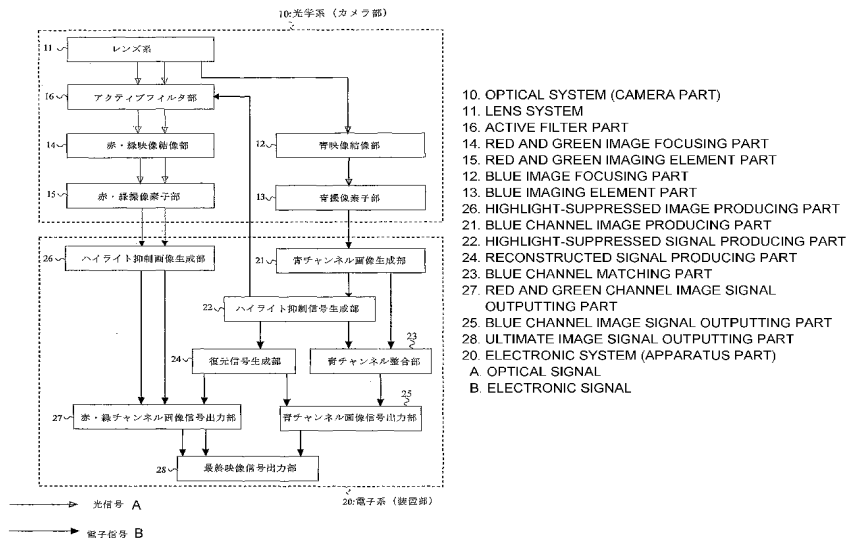 10:光学系（カメラ部）
11
レンズ系
16
アクティブフィルタ部
14
赤・緑映像結像部
12
青映像結像部
15
赤・緑撮像素子部
13
青撮像素子部
26
ハイライト抑制画像生成部
21
青チャンネル画像生成部
22
ハイライト抑制信号生成部
23
24
復元信号生成部
青チャンネル整合部
25
27
赤・緑チャンネル画像信号出力部
青チャンネル画像信号出力部
28
最終映像信号出力部
20:電子系（装置部）
光信号 A
電子信号 B
10. OPTICAL SYSTEM (CAMERA PART)
11. LENS SYSTEM
16. ACTIVE FILTER PART
14. RED AND GREEN IMAGE FOCUSING PART
15. RED AND GREEN IMAGING ELEMENT PART
12. BLUE IMAGE FOCUSING PART
13. BLUE IMAGING ELEMENT PART
26. HIGHLIGHT-SUPPRESSED IMAGE PRODUCING PART
21. BLUE CHANNEL IMAGE PRODUCING PART
22. HIGHLIGHT-SUPPRESSED SIGNAL PRODUCING PART
24. RECONSTRUCTED SIGNAL PRODUCING PART
23. BLUE CHANNEL MATCHING PART
27. RED AND GREEN CHANNEL IMAGE SIGNAL
OUTPUTTING PART
25. BLUE CHANNEL IMAGE SIGNAL OUTPUTTING PART
28. ULTIMATE IMAGE SIGNAL OUTPUTTING PART
20. ELECTRONIC SYSTEM (APPARATUS PART)
A. OPTICAL SIGNAL
B. ELECTRONIC SIGNAL